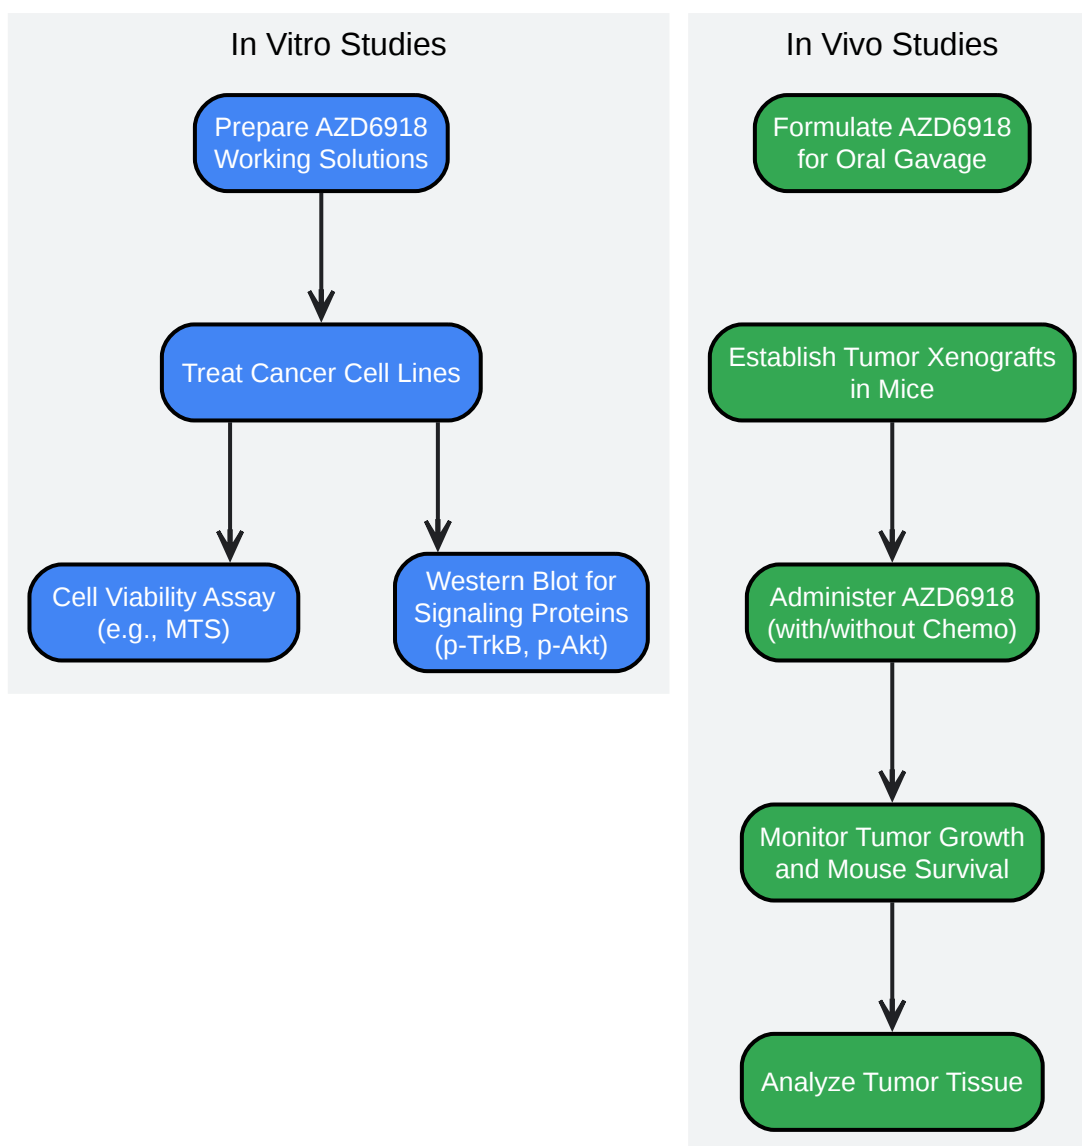 In Vitro Studies
Prepare AZD6918
Working Solutions
Treat Cancer Cell Lines
Cell Viability Assay
(e.g., MTS)
Western Blot for
Signaling Proteins
(p-TrkB, p-Akt)
In Vivo Studies
Formulate AZD6918
for Oral Gavage
Establish Tumor Xenografts
in Mice
Administer AZD6918
(with/without Chemo)
Monitor Tumor Growth
and Mouse Survival
Analyze Tumor Tissue